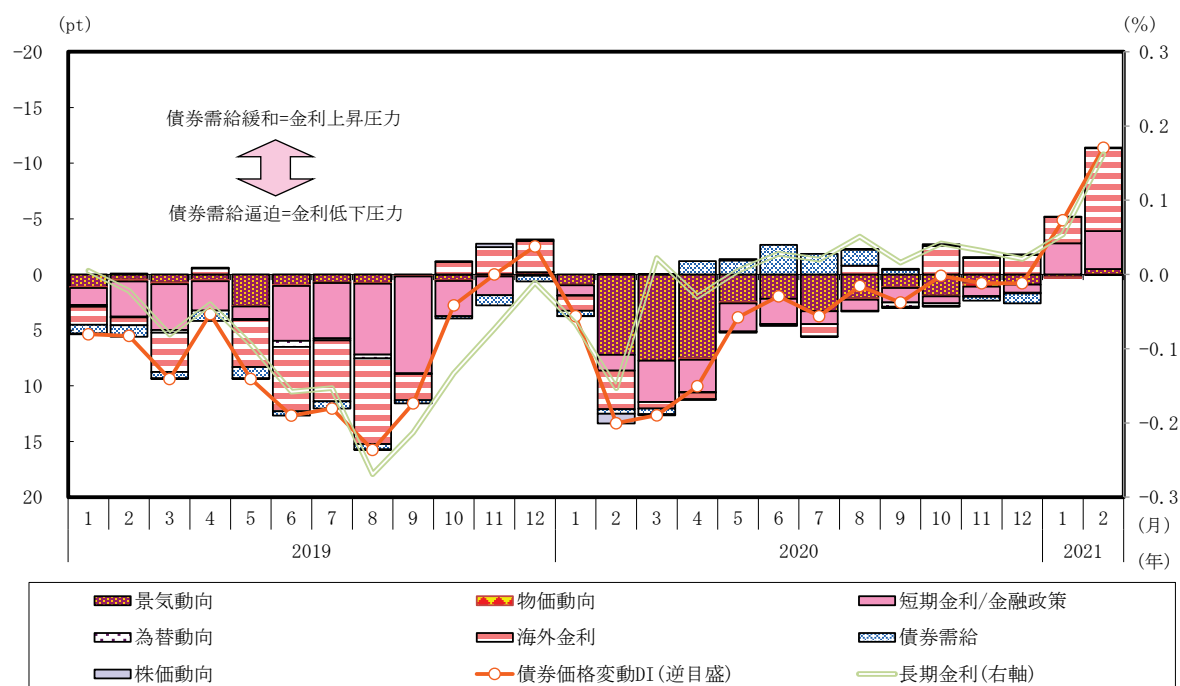 (pt)
(%)
-20
-15
-10
-5
0
5
10
15
20
0.3
0.2
0.1
0.0
-0.1
-0.2
-0.3
債券需給緩和=金利上昇圧力
債券需給逼迫=金利低下圧力
1 2 3 4 5 6 7 8 9 10 11 12 1 2 3 4 5 6 7 8 9 10 11 12 1 2 (月)
2019 2020 2021 (年)
景気動向 物価動向 短期金利/金融政策
為替動向 海外金利 債券需給
株価動向 債券価格変動DI(逆目盛) 長期金利(右軸)